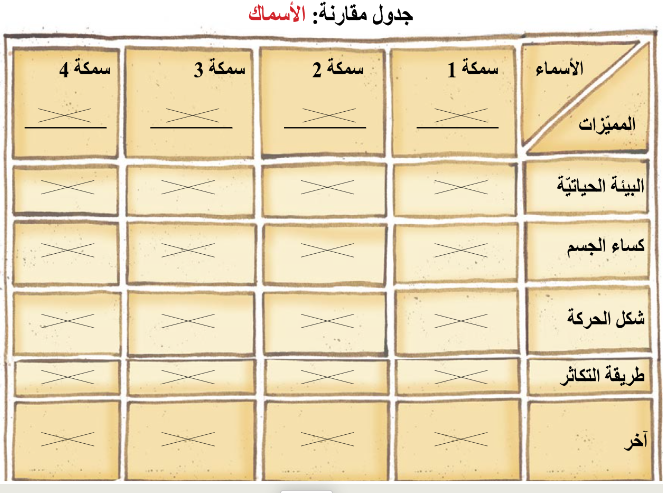 جدول مقارنة: الأسماك
الأسماء سمكة 1 سمكة 2 سمكة 3 سمكة 4
المميّزات
البيئة الحياتيّة
كساء الجسم
شكل الحركة
طريقة التكاثر
آخر